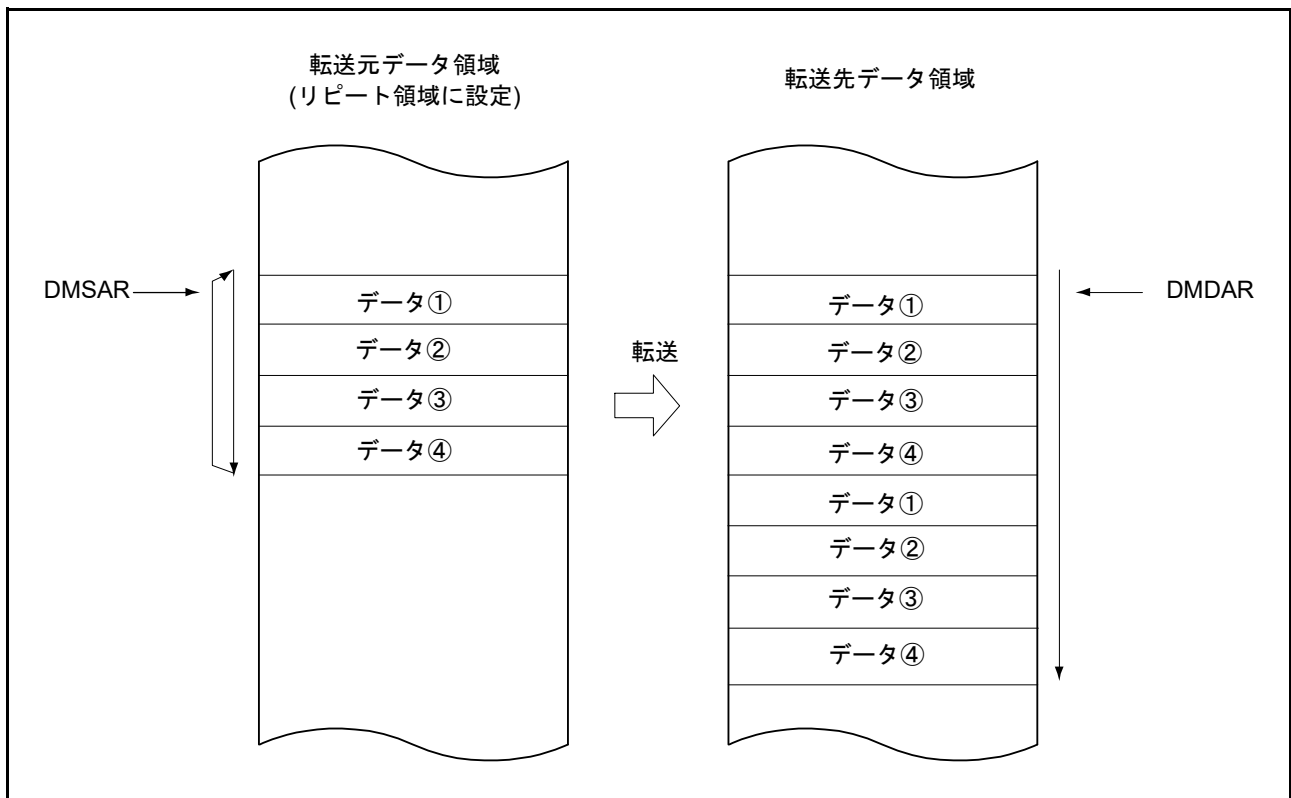 転送元データ領域
(リピート領域に設定)
転送先データ領域
DMSAR
データ①
データ②
データ③
データ④
転送
データ①
データ②
データ③
データ④
データ①
データ②
データ③
データ④
DMDAR